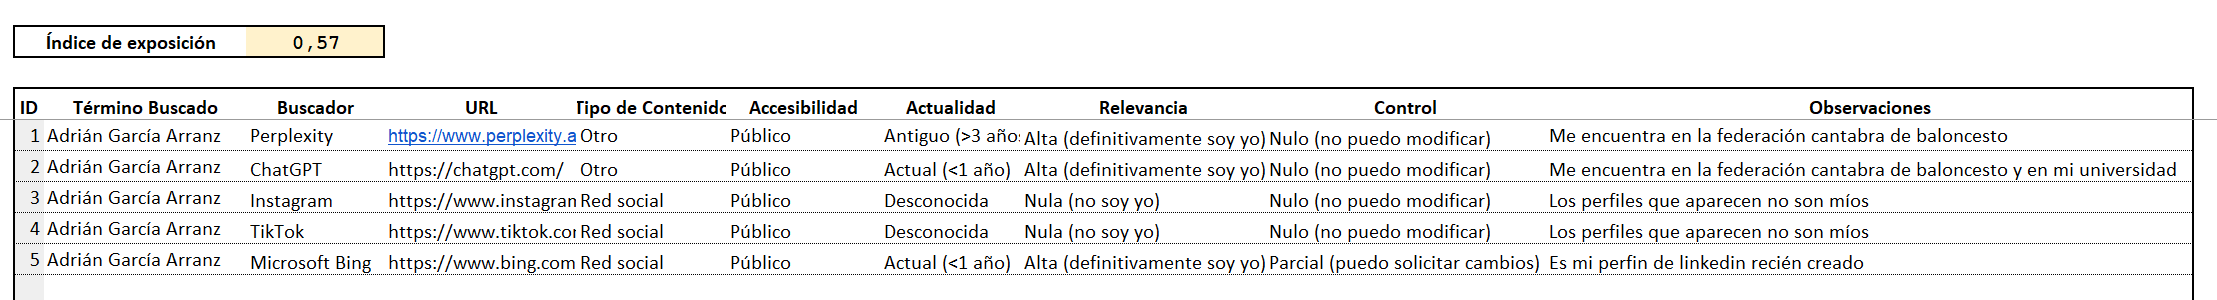 Índice de exposición 0,57
ID Término Buscado Buscador URL Tipo de Contenido Accesibilidad Actualidad Relevancia Control Observaciones
1 Adrián García Arranz Perplexity https://www.perplexity.a Otro Público Antiguo (>3 años Alta (definitivamente soy yo) Nulo (no puedo modificar) Me encuentra en la federación cantabra de baloncesto
2 Adrián García Arranz ChatGPT https://chatgpt.com/ Otro Público Actual (<1 año) Alta (definitivamente soy yo) Nulo (no puedo modificar) Me encuentra en la federación cantabra de baloncesto y en mi universidad
3 Adrián García Arranz Instagram https://www.instagram Red social Público Desconocida Nula (no soy yo) Nulo (no puedo modificar) Los perfiles que aparecen no son míos
4 Adrián García Arranz TikTok https://www.tiktok.com Red social Público Desconocida Nula (no soy yo) Nulo (no puedo modificar) Los perfiles que aparecen no son míos
5 Adrián García Arranz Microsoft Bing https://www.bing.com Red social Público Actual (<1 año) Alta (definitivamente soy yo) Parcial (puedo solicitar cambios) Es mi perfin de linkedin recién creado